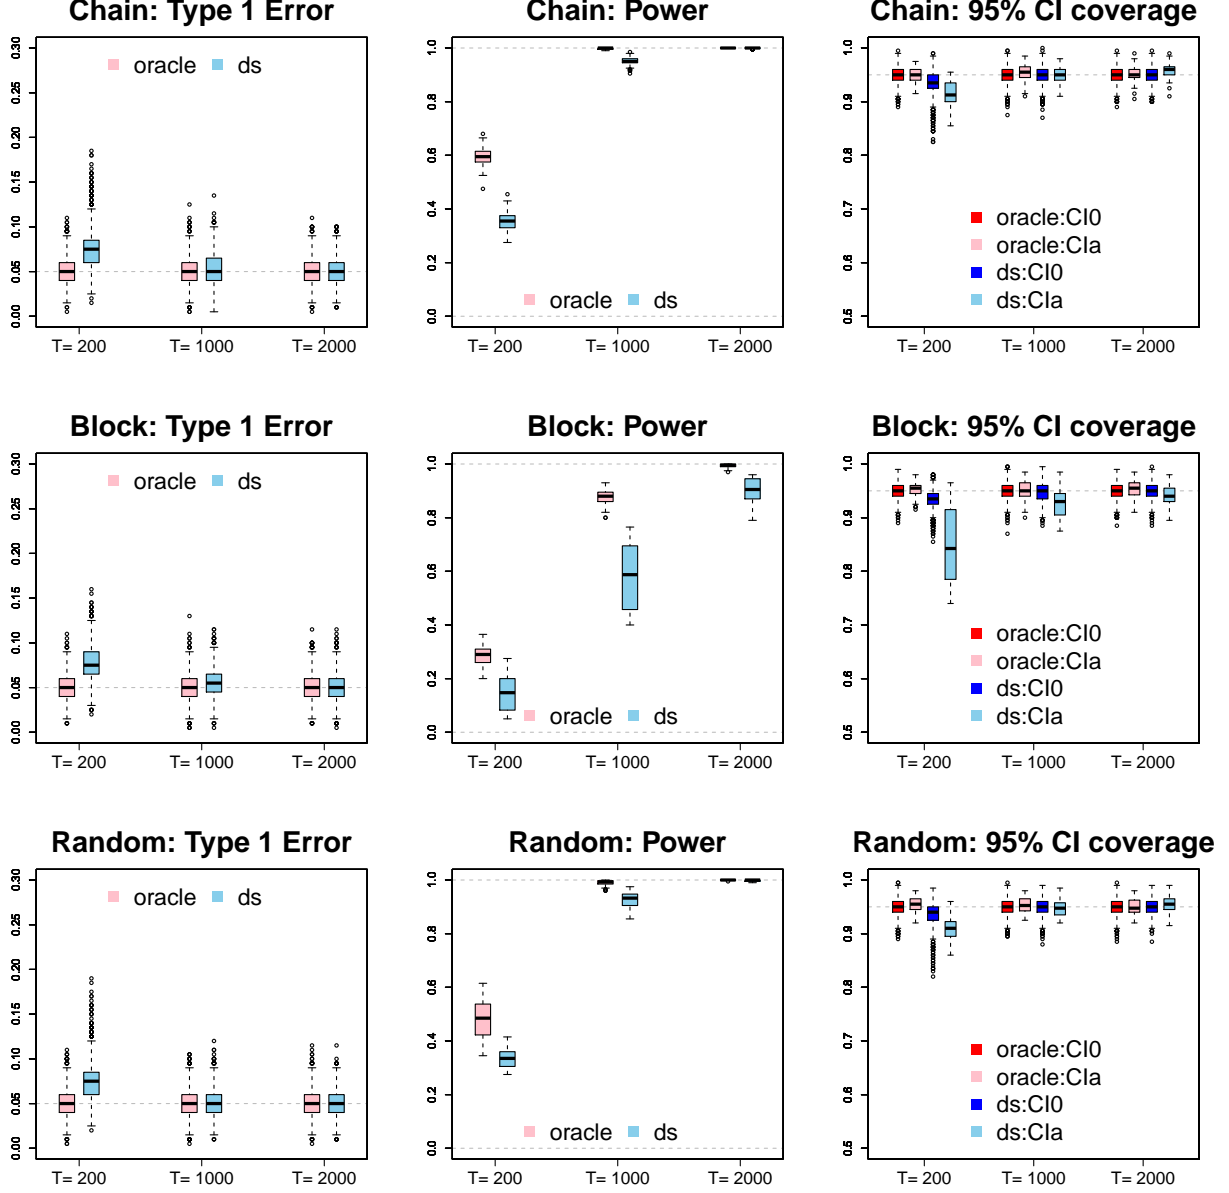 Chain: Type 1 Error
0.30
0.25
0.20
0.15
0.10
0.05
0.00
oracle ds
T= 200 T= 1000 T= 2000
Chain: Power
1.0
0.8
0.6
0.4
0.2
0.0
oracle ds
T= 200 T= 1000 T= 2000
Chain: 95% CI coverage
1.0
0.9
0.8
0.7
0.6
0.5
oracle:CI0
oracle:CIa
ds:CI0
ds:CIa
T= 200 T= 1000 T= 2000
Block: Type 1 Error
0.30
0.25
0.20
0.15
0.10
0.05
0.00
oracle ds
T= 200 T= 1000 T= 2000
Block: Power
1.0
0.8
0.6
0.4
0.2
0.0
oracle ds
T= 200 T= 1000 T= 2000
Block: 95% CI coverage
1.0
0.9
0.8
0.7
0.6
0.5
oracle:CI0
oracle:CIa
ds:CI0
ds:CIa
T= 200 T= 1000 T= 2000
Random: Type 1 Error
0.30
0.25
0.20
0.15
0.10
0.05
0.00
oracle ds
T= 200 T= 1000 T= 2000
Random: Power
1.0
0.8
0.6
0.4
0.2
0.0
oracle ds
T= 200 T= 1000 T= 2000
Random: 95% CI coverage
1.0
0.9
0.8
0.7
0.6
0.5
oracle:CI0
oracle:CIa
ds:CI0
ds:CIa
T= 200 T= 1000 T= 2000